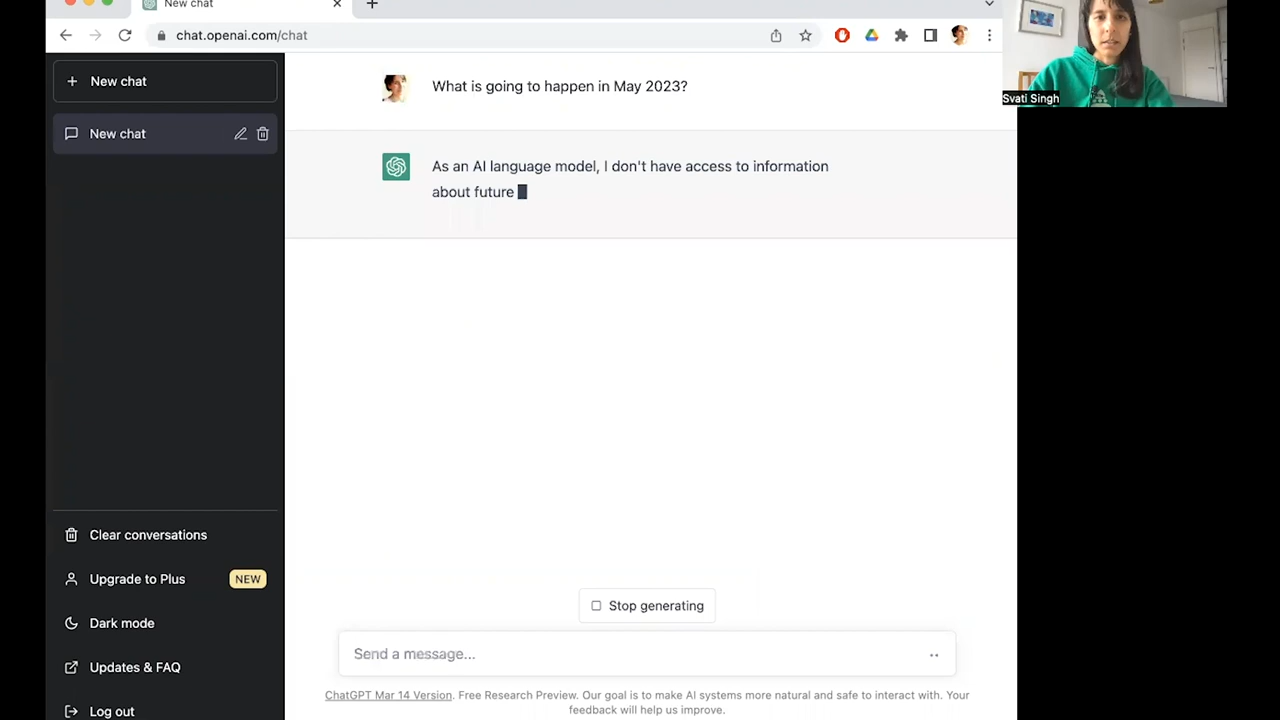 New chat
chat.openai.com/chat
Svati Singh
New chat
New chat
What is going to happen in May 2023?
As an AI language model, I don't have access to information
about future
Clear conversations
Upgrade to Plus NEW
Dark mode
Updates & FAQ
Log out
Stop generating
Send a message...
ChatGPT Mar 14 Version. Free Research Preview. Our goal is to make AI systems more natural and safe to interact with. Your
feedback will help us improve.